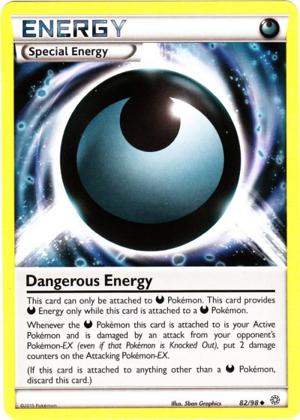 ENERGY
Special Energy
Dangerous Energy
This card can only be attached to Pokémon. This card provides
Energy only while this card is attached to a Pokémon.
Whenever the Pokémon this card is attached to is your Active
Pokémon and is damaged by an attack from your opponent's
Pokémon-EX (even if that Pokémon is Knocked Out), put 2 damage
counters on the Attacking Pokémon-EX.
(If this card is attached to anything other than a Pokémon,
discard this card.)
©2015 Pokémon
Illus. 5ban Graphics
82/98